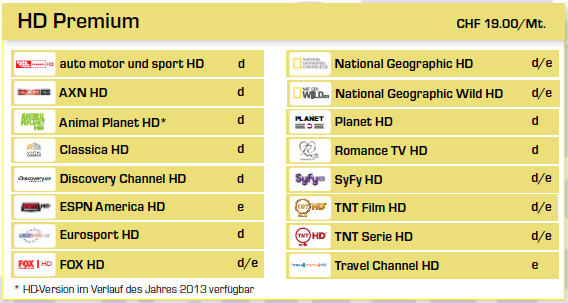 HD Premium CHF 19.00/Mt.
auto motor und sport HD d
AXN HD d
Animal Planet HD* d
Classica HD d
Discovery Channel HD d
ESPN America HD e
Eurosport HD d
FOX HD d/e
National Geographic HD d/e
National Geographic Wild HD d/e
Planet HD d
Romance TV HD d
SyFy HD d/e
TNT Film HD d/e
TNT Serie HD d/e
Travel Channel HD e
* HD-Version im Verlauf des Jahres 2013 verfügbar